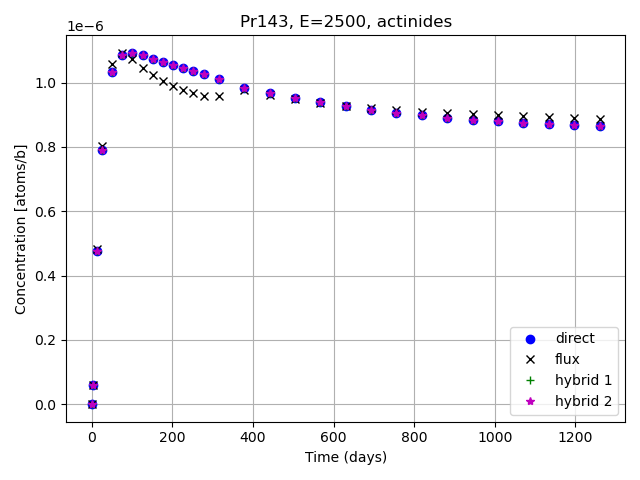 Pr143, E=2500, actinides
1e−6
1.0
0.8
0.6
0.4
0.2
0.0
Concentration [atoms/b]
0 200 400 600 800 1000 1200
Time (days)
direct
flux
hybrid 1
hybrid 2